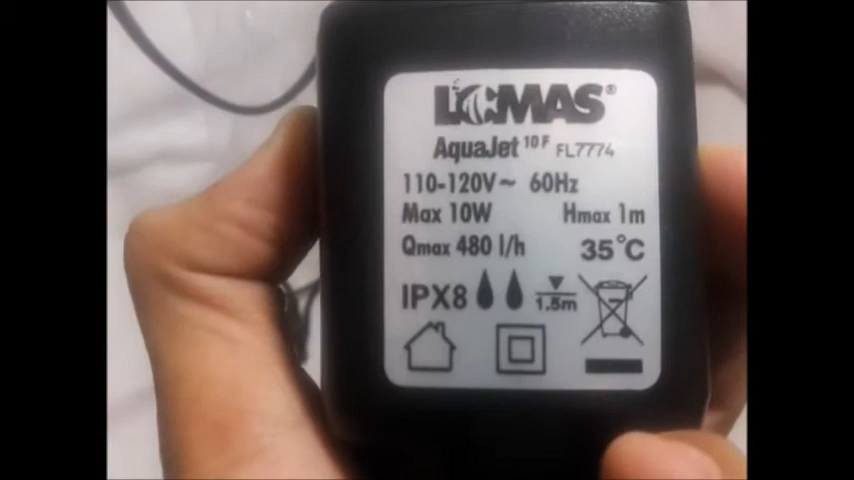 LOMAS®
AquaJet 10 F FL7774
110-120V~ 60Hz
Max 10W Hmax 1m
Qmax 480 l/h 35°C
IPX8 1.5m